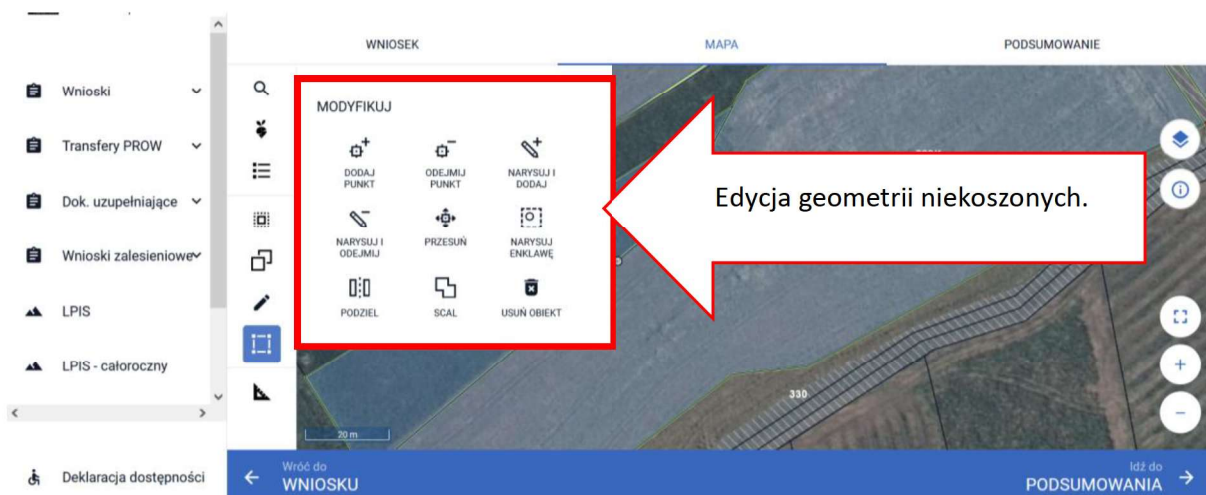 WNIOSEK
MAPA
PODSUMOWANIE
Wnioski
Transfery PROW
Dok. uzupełniające
Wnioski zalesieniowe
LPIS
LPIS - całoroczny
Deklaracja dostępności
MODYFIKUJ
DODAJ
PUNKT
ODEJMIJ
PUNKT
NARYSUJ I
DODAJ
NARYSUJ I
ODEJMIJ
PRZESUŃ
NARYSUJ
ENKLAWĘ
PODZIEL
SCAL
USUŃ OBIEKT
Edycja geometrii niekoszonych.
330
20 m
Wróć do
WNIOSKU
Idź do
PODSUMOWANIA